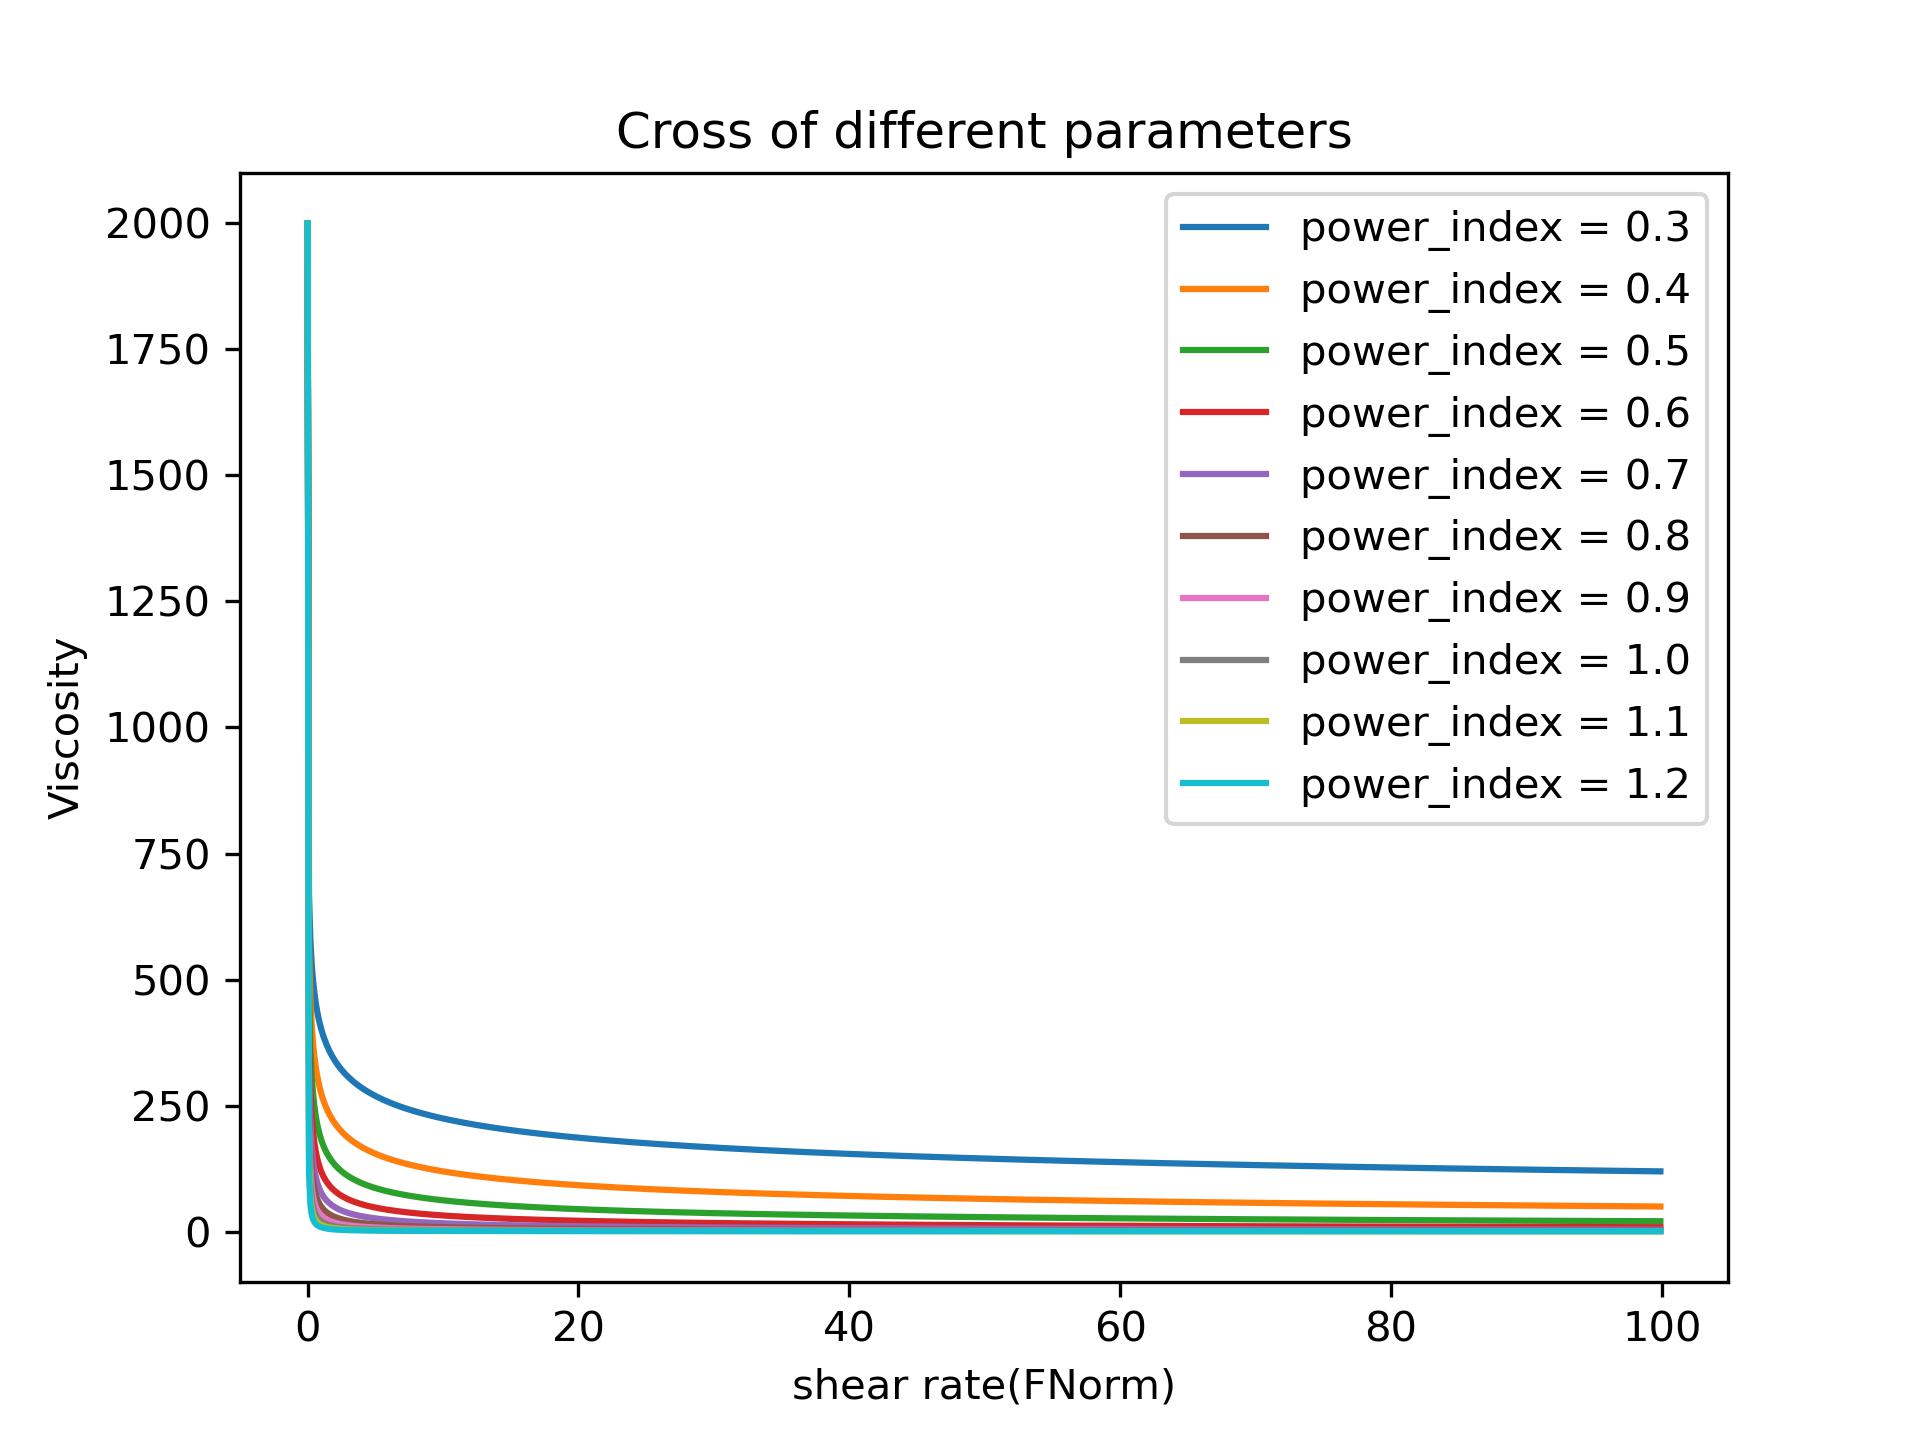 Cross of different parameters
2000
1750
1500
1250
1000
750
500
250
0
Viscosity
power_index = 0.3
power_index = 0.4
power_index = 0.5
power_index = 0.6
power_index = 0.7
power_index = 0.8
power_index = 0.9
power_index = 1.0
power_index = 1.1
power_index = 1.2
0 20 40 60 80 100
shear rate(FNorm)